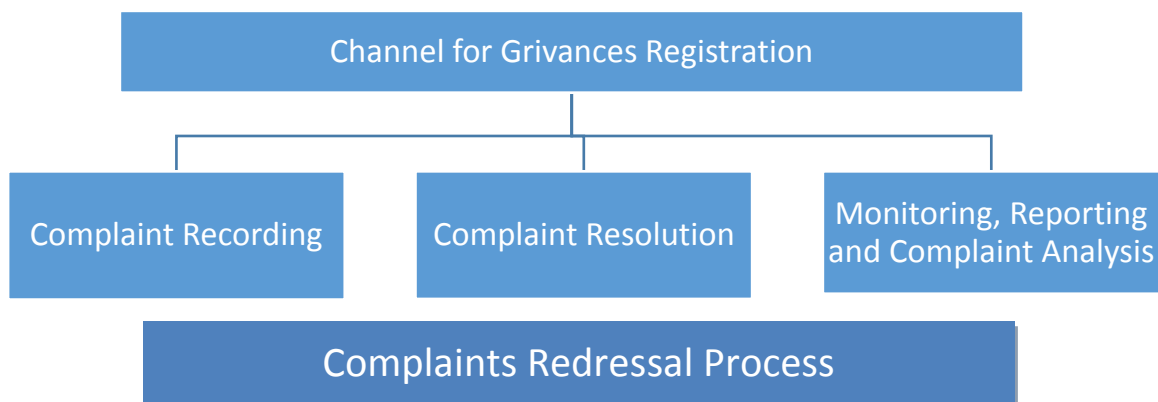 Channel for Grivances Registration
Complaint Recording
Complaint Resolution
Monitoring, Reporting
and Complaint Analysis
Complaints Redressal Process